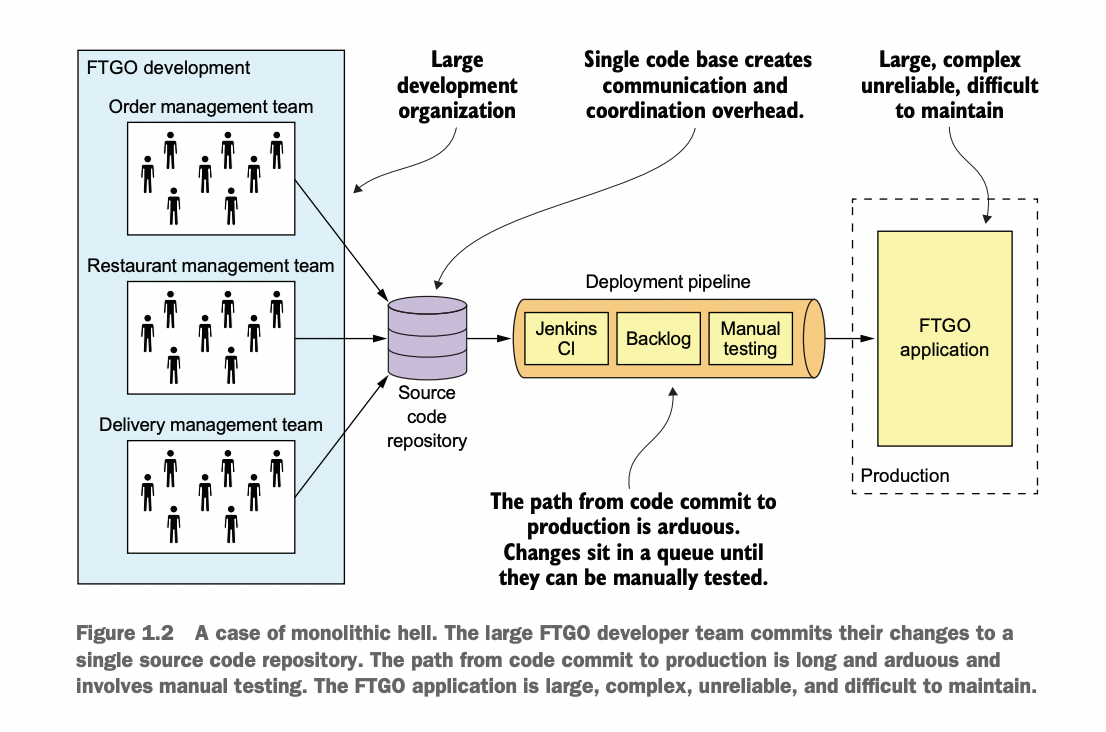 FTGO development
Order management team
Restaurant management team
Delivery management team
Large
development
organization
Single code base creates
communication and
coordination overhead.
Large, complex
unreliable, difficult
to maintain
Source
code
repository
Deployment pipeline
Jenkins
CI
Backlog
Manual
testing
FTGO
application
Production
The path from code commit to
production is arduous.
Changes sit in a queue until
they can be manually tested.
Figure 1.2 A case of monolithic hell. The large FTGO developer team commits their changes to a
single source code repository. The path from code commit to production is long and arduous and
involves manual testing. The FTGO application is large, complex, unreliable, and difficult to maintain.